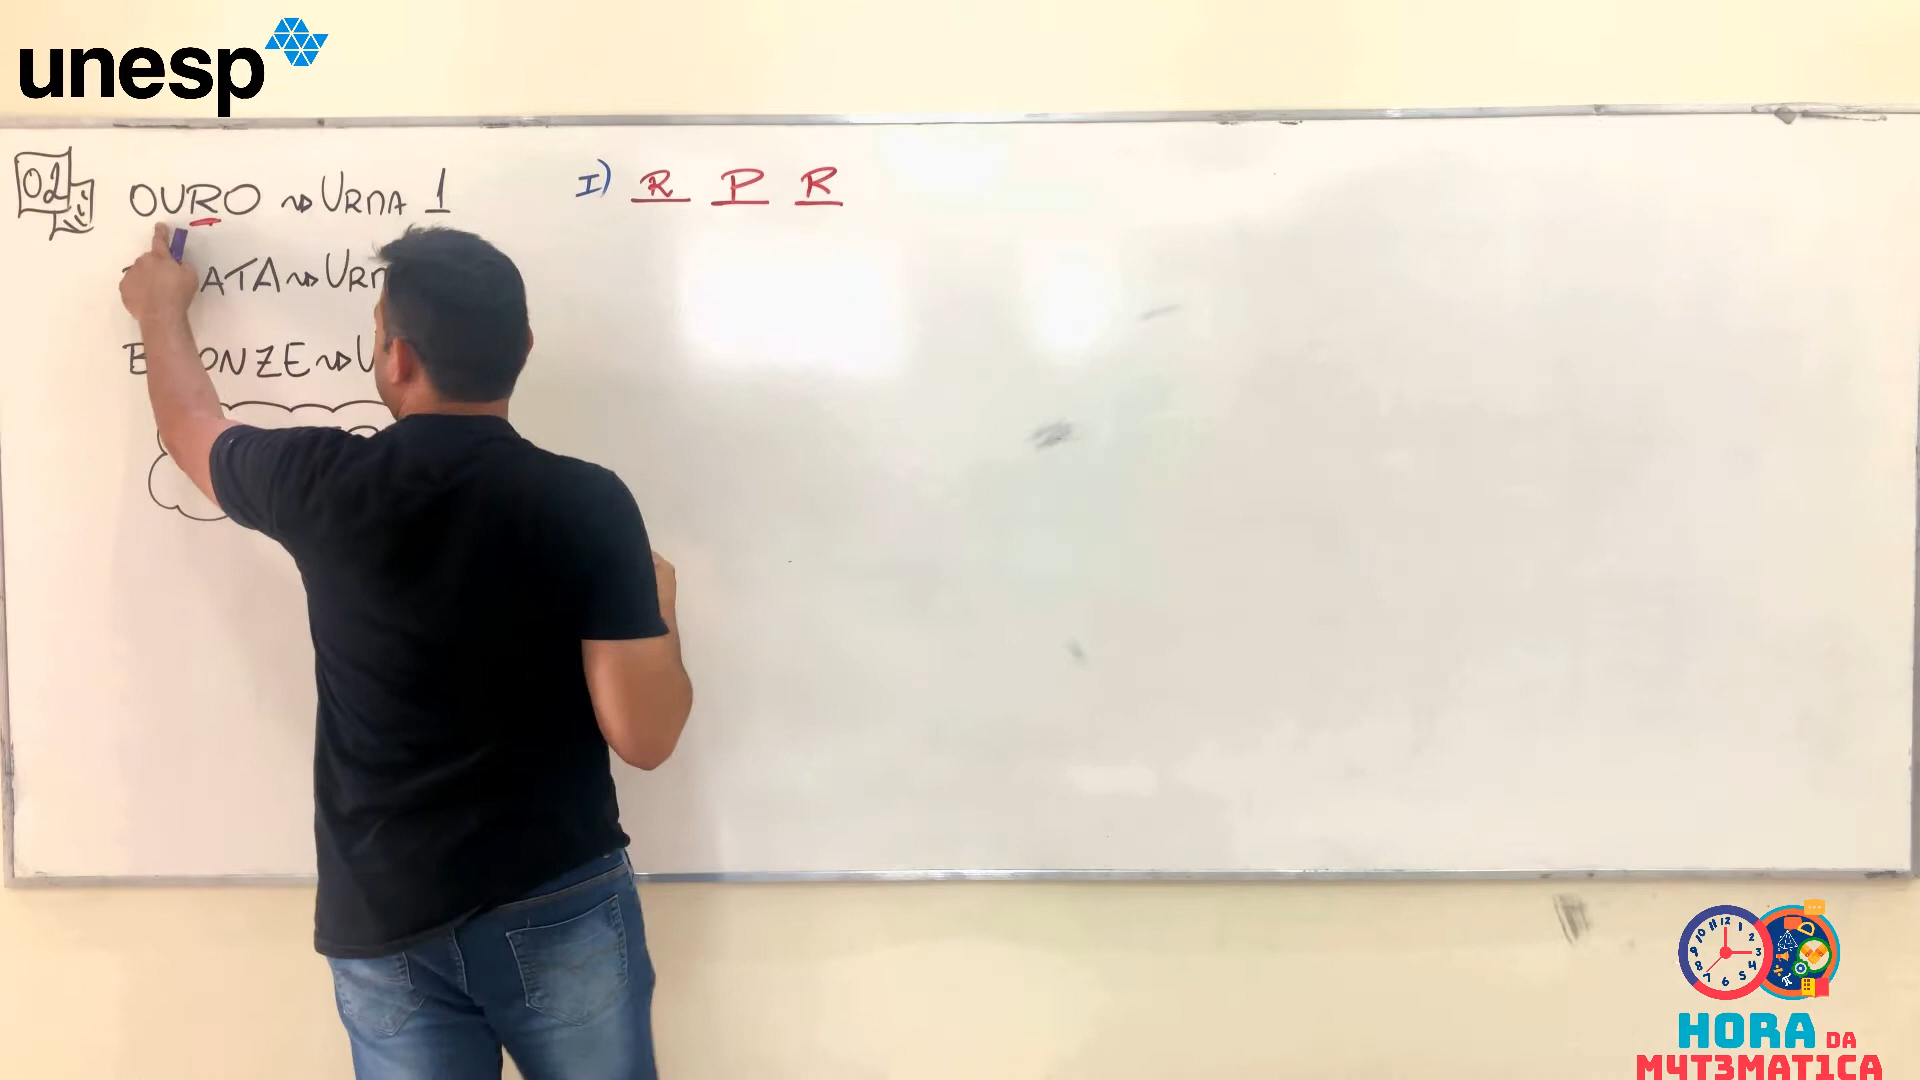 unesp
02 OURO ⇝ URNA 1
ATA ⇝ URN
B ONZE ⇝ U
I) R P R
HORA DA
M4T3MAT1CA